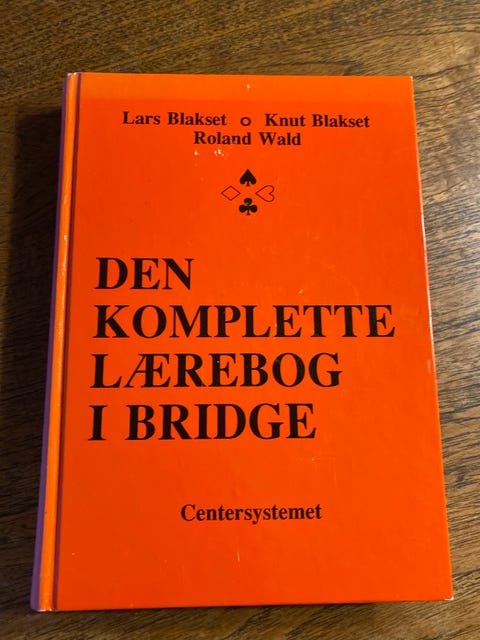 Lars Blakset o Knut Blakset
Roland Wald
DEN
KOMPLETTE
LÆREBOG
I BRIDGE
Centersystemet